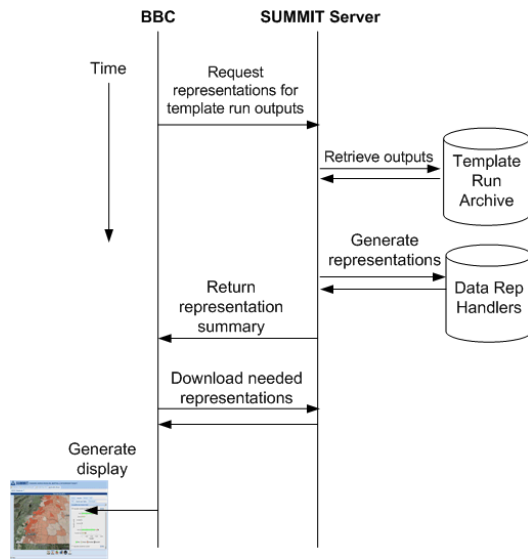 BBC
SUMMIT Server
Time
Request
representations for
template run outputs
Retrieve outputs
Template
Run
Archive
Generate
representations
Data Rep
Handlers
Return
representation
summary
Download needed
representations
Generate
display
SUMMIT